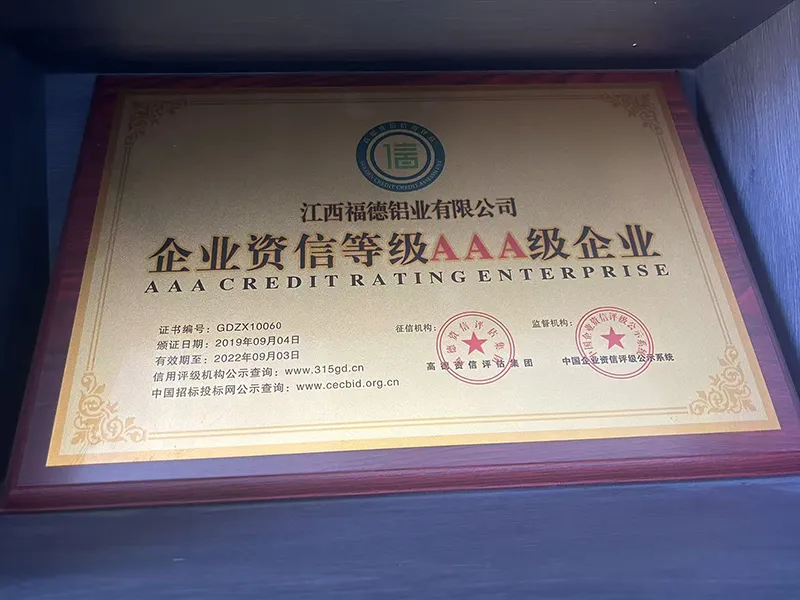 信
江西福德铝业有限公司
企业资信等级AAA级企业
AAA CREDIT RATING ENTERPRISE
证书编号：GDZX10060
颁证日期：2019年09月04日
有效期至：2022年09月03日
信用评级机构公示查询：www.315gd.cn
中国招标投标网公示查询：www.cecbid.org.cn
征信机构：
高德资信评估集团
监督机构：
中国企业资信评级公示系统